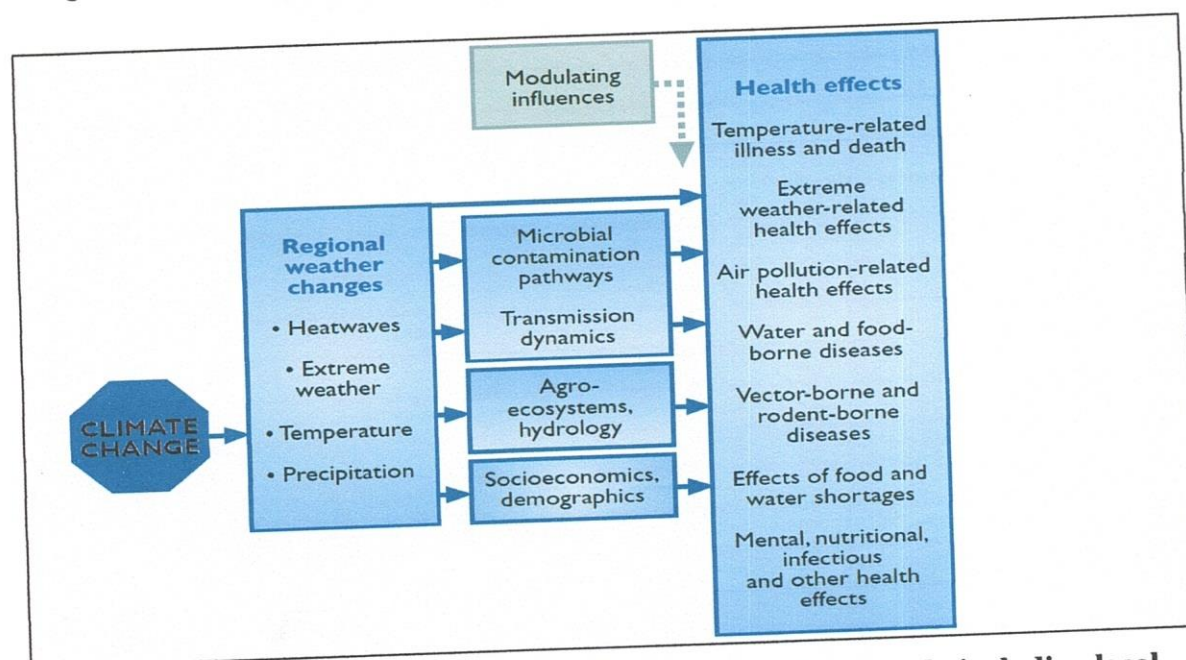 Modulating
influences
Health effects
Temperature-related
illness and death
Extreme
weather-related
health effects
Air pollution-related
health effects
Water and food-
borne diseases
Vector-borne and
rodent-borne
diseases
Effects of food and
water shortages
Mental, nutritional,
infectious
and other health
effects
Regional
weather
changes
• Heatwaves
• Extreme
weather
• Temperature
• Precipitation
Microbial
contamination
pathways
Transmission
dynamics
Agro-
ecosystems,
hydrology
Socioeconomics,
demographics
CLIMATE
CHANGE